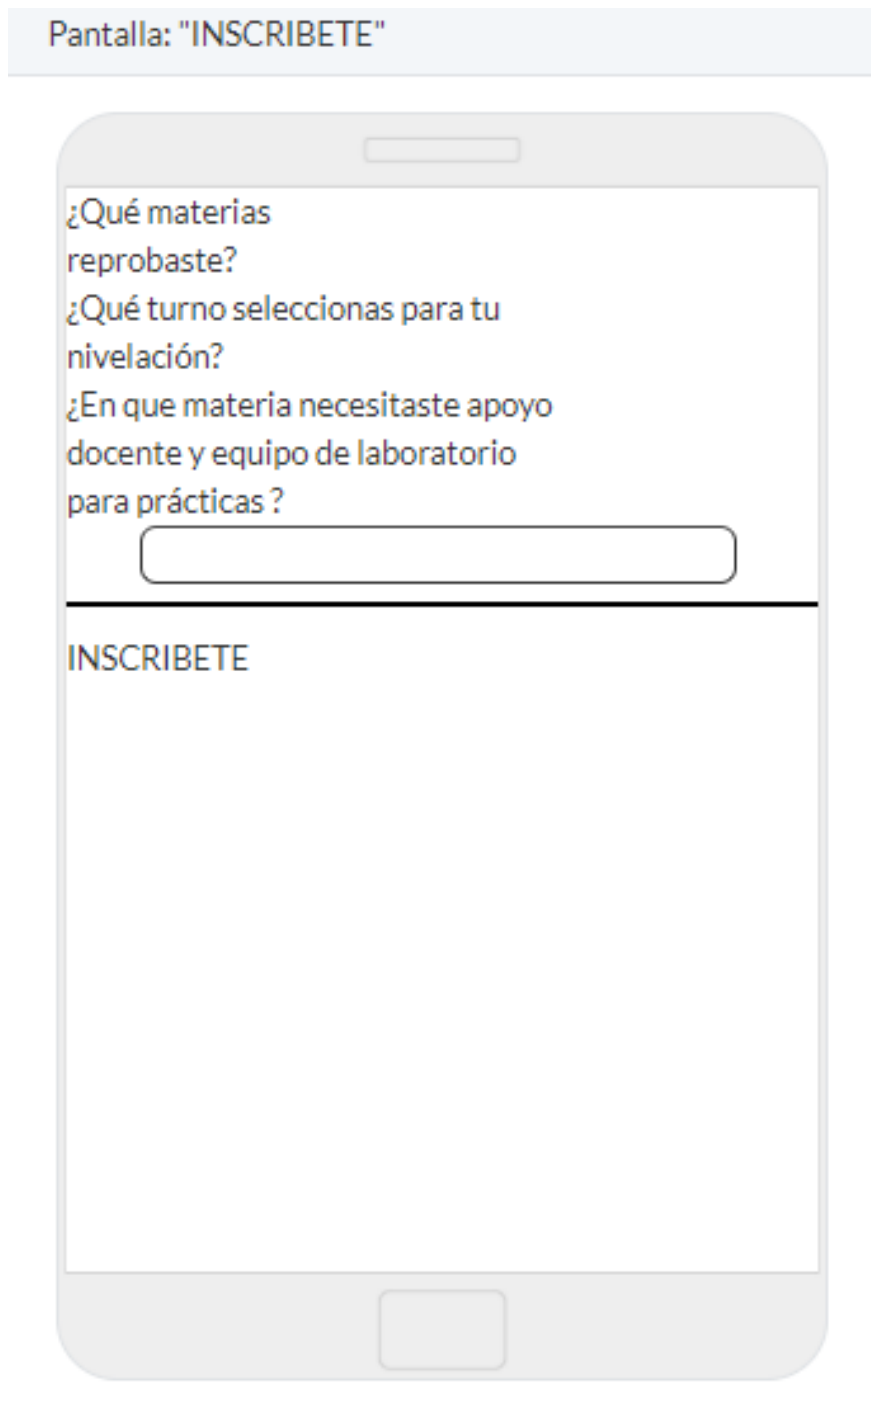 Pantalla: "INSCRIBETE"
¿Qué materias
reprobaste?
¿Qué turno seleccionas para tu
nivelación?
¿En que materia necesitaste apoyo
docente y equipo de laboratorio
para prácticas ?
INSCRIBETE